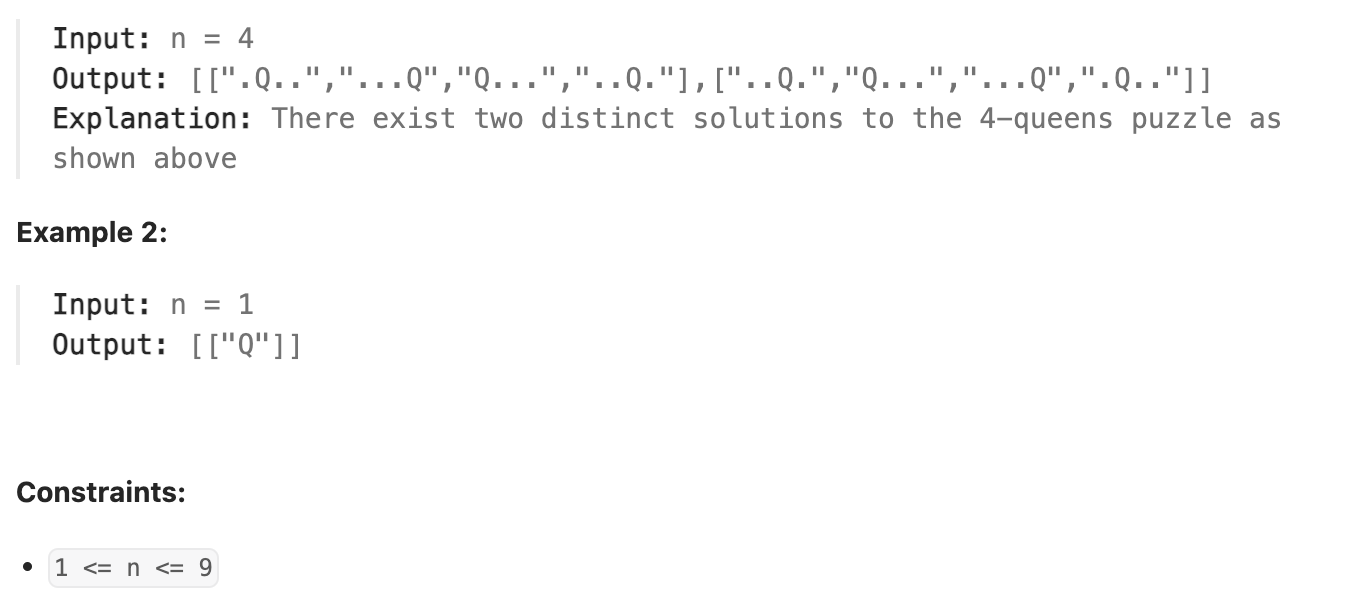 Input: n = 4
Output: [[".Q..","...Q","Q...","..Q."],["..Q.","Q...","...Q",".Q.."]]
Explanation: There exist two distinct solutions to the 4-queens puzzle as
shown above
Example 2:
Input: n = 1
Output: [["Q"]]
Constraints:
• 1 <= n <= 9